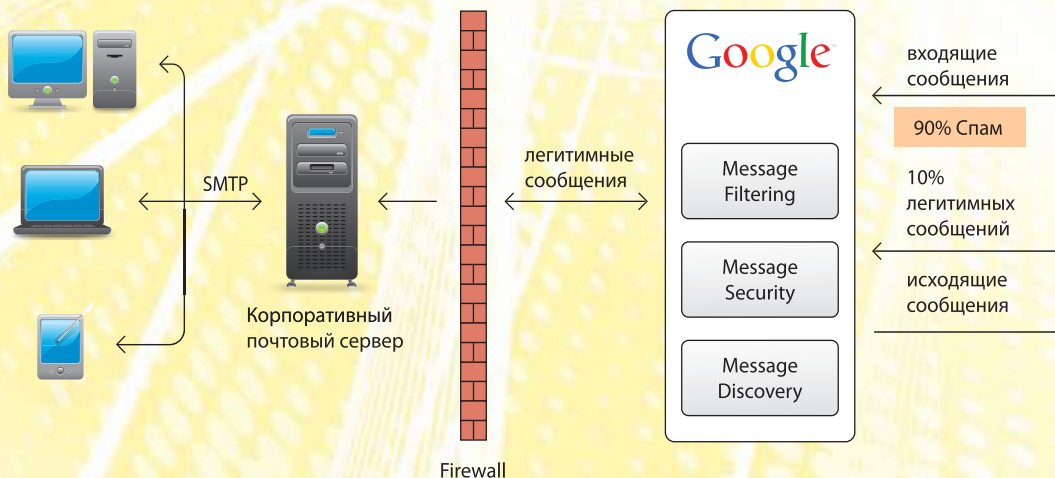 SMTP
Корпоративный
почтовый сервер
Firewall
легитимные
сообщения
Google
Message
Filtering
Message
Security
Message
Discovery
входящие
сообщения
90% Спам
10%
легитимных
сообщений
исходящие
сообщения